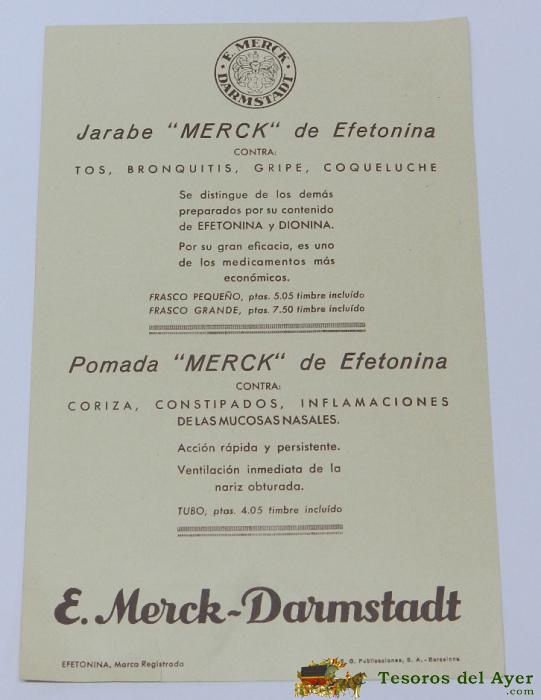 E. MERCK · DARMSTADT
Jarabe "MERCK" de Efetonina
CONTRA:
TOS, BRONQUITIS, GRIPE, COQUELUCHE
Se distingue de los demás
preparados por su contenido
de EFETONINA y DIONINA.
Por su gran eficacia, es uno
de los medicamentos más
económicos.
FRASCO PEQUEÑO, ptas. 5.05 timbre incluído
FRASCO GRANDE, ptas. 7.50 timbre incluído
Pomada "MERCK" de Efetonina
CONTRA:
CORIZA, CONSTIPADOS, INFLAMACIONES
DE LAS MUCOSAS NASALES.
Acción rápida y persistente.
Ventilación inmediata de la
nariz obturada.
TUBO, ptas. 4.05 timbre incluído
E. Merck-Darmstadt
EFETONINA, Marca Registrada
G. Publicaciones, S. A. - Barcelona
Tesoros del Ayer
.com